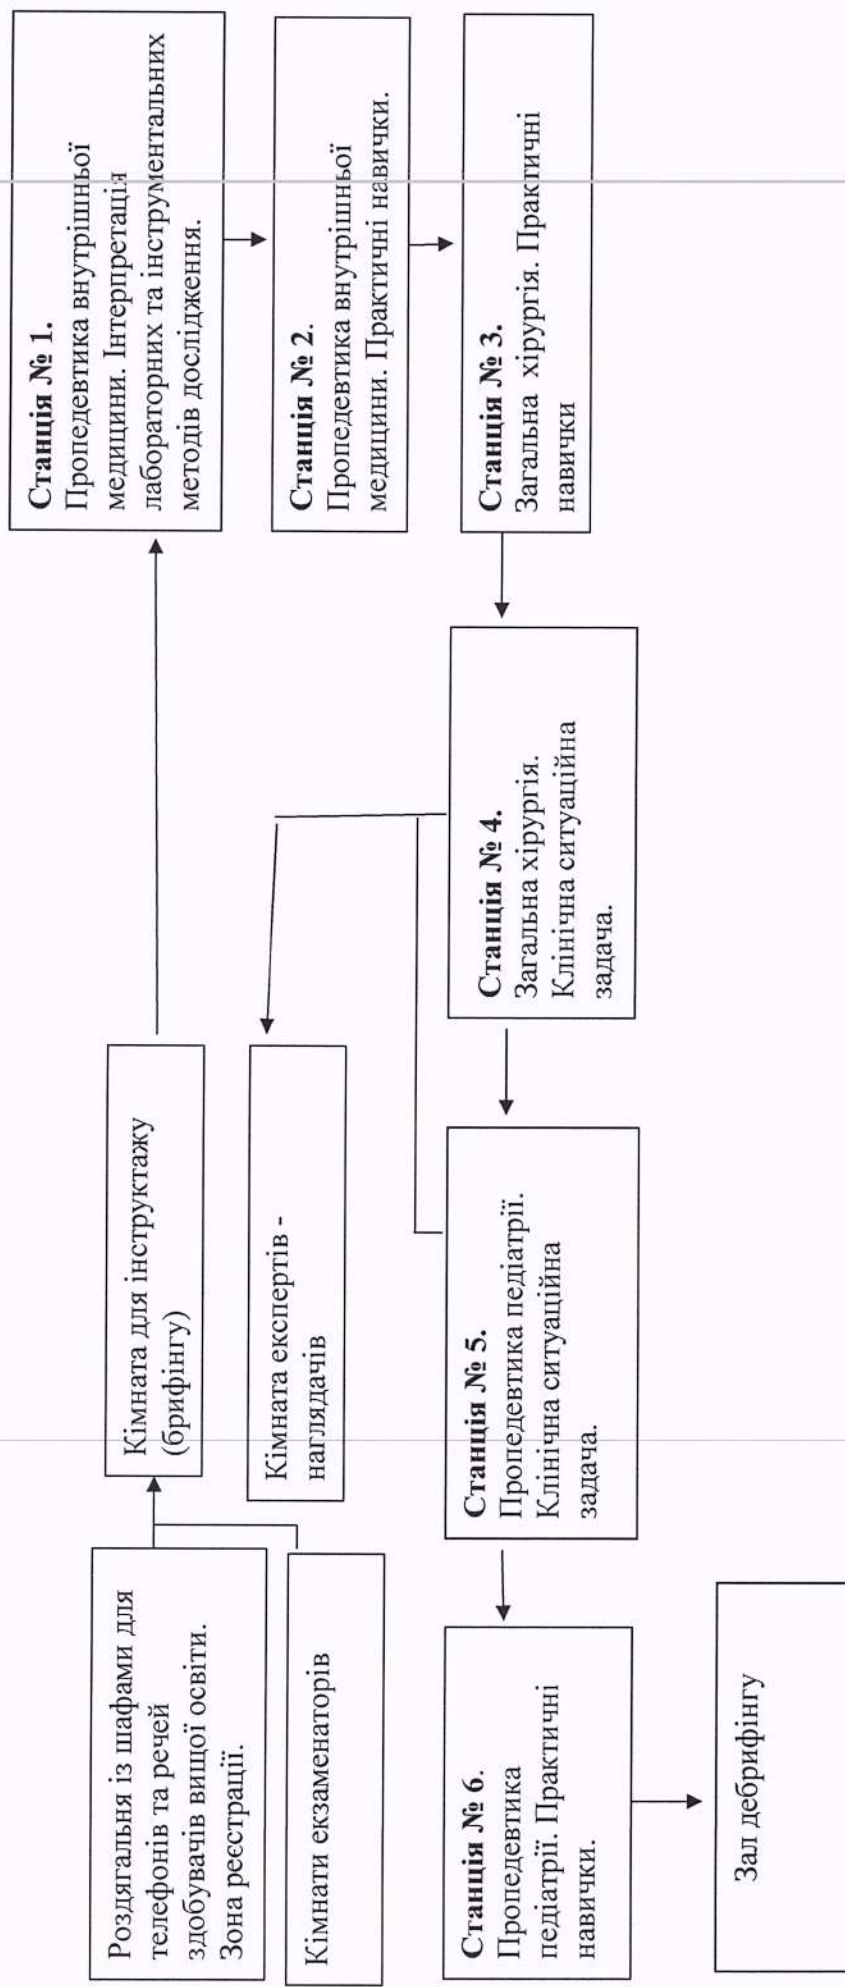 Роздягальня із шафами для
телефонів та речей
здобувачів вищої освіти.
Зона реєстрації.
Кімнати екзаменаторів
Кімната для інструктажу
(брифінгу)
Кімната експертів -
наглядачів
Станція № 1.
Пропедевтика внутрішньої
медицини. Інтерпретація
лабораторних та інструментальних
методів дослідження.
Станція № 2.
Пропедевтика внутрішньої
медицини. Практичні навички.
Станція № 3.
Загальна хірургія. Практичні
навички
Станція № 4.
Загальна хірургія.
Клінічна ситуаційна
задача.
Станція № 5.
Пропедевтика педіатрії.
Клінічна ситуаційна
задача.
Станція № 6.
Пропедевтика
педіатрії. Практичні
навички.
Зал дебрифінгу